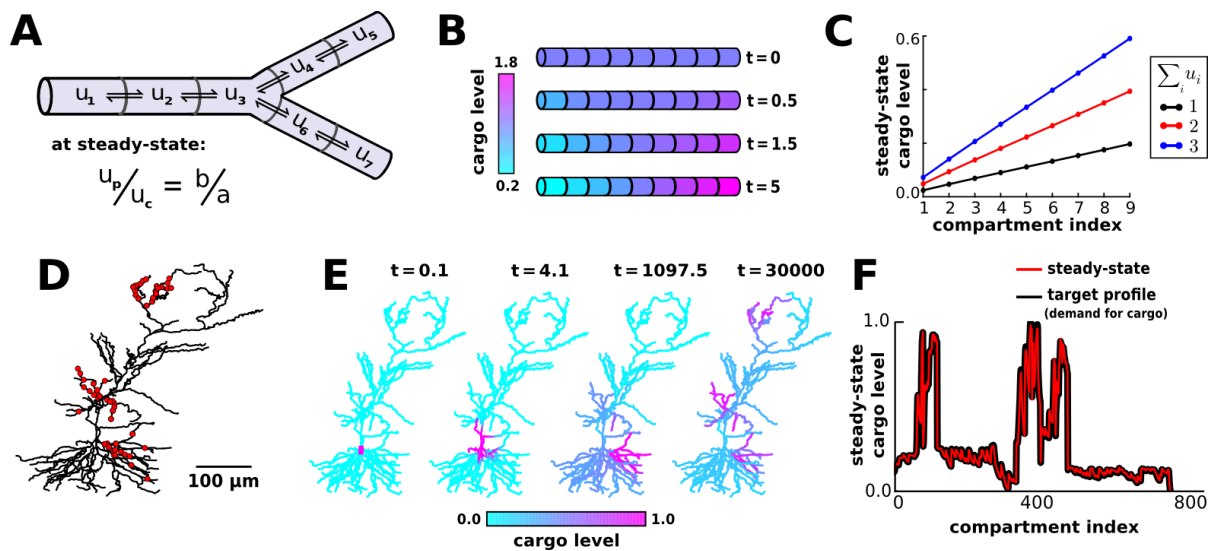 A
u₁ u₂ u₃ u₄ u₅
u₆
u₇
at steady-state:
uₚ/u_c = b/a
B
1.8
cargo level
0.2
t=0
t=0.5
t=1.5
t=5
C
steady-state
cargo level
0.6
0.0
1 2 3 4 5 6 7 8 9
compartment index
∑ᵢ uᵢ
1
2
3
D
100 µm
E
t=0.1 t=4.1 t=1097.5 t=30000
0.0 1.0
cargo level
F
steady-state
target profile
(demand for cargo)
steady-state
cargo level
1.0
0.0
400 800
compartment index